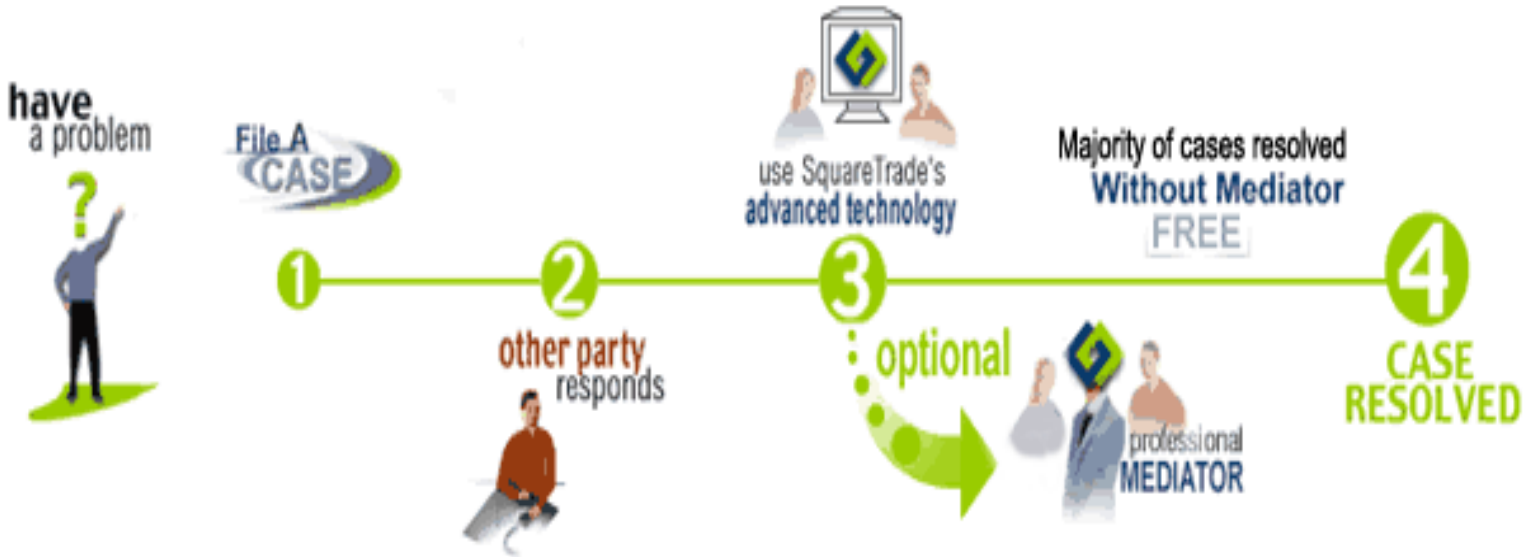 have
a problem
?
File A
CASE
1
2
other party
responds
use SquareTrade's
advanced technology
3
optional
professional
MEDIATOR
Majority of cases resolved
Without Mediator
FREE
4
CASE
RESOLVED